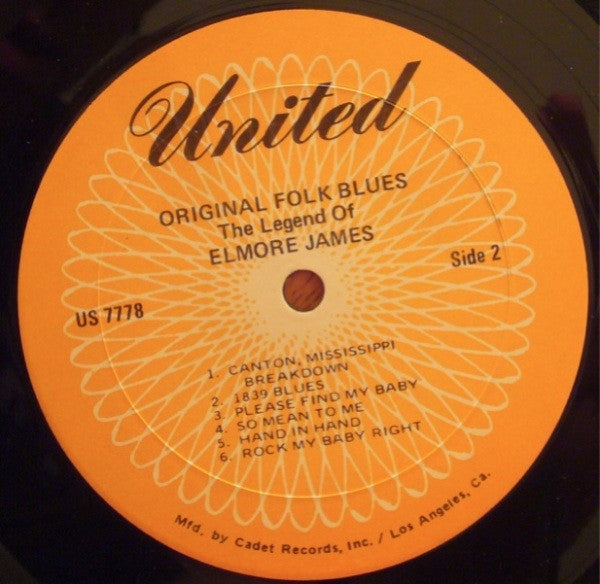 United
ORIGINAL FOLK BLUES
The Legend Of
ELMORE JAMES
Side 2
US 7778
1. CANTON, MISSISSIPPI
BREAKDOWN
2. 1839 BLUES
3. PLEASE FIND MY BABY
4. SO MEAN TO ME
5. HAND IN HAND
6. ROCK MY BABY RIGHT
Mfd. by Cadet Records, Inc. / Los Angeles, Ca.